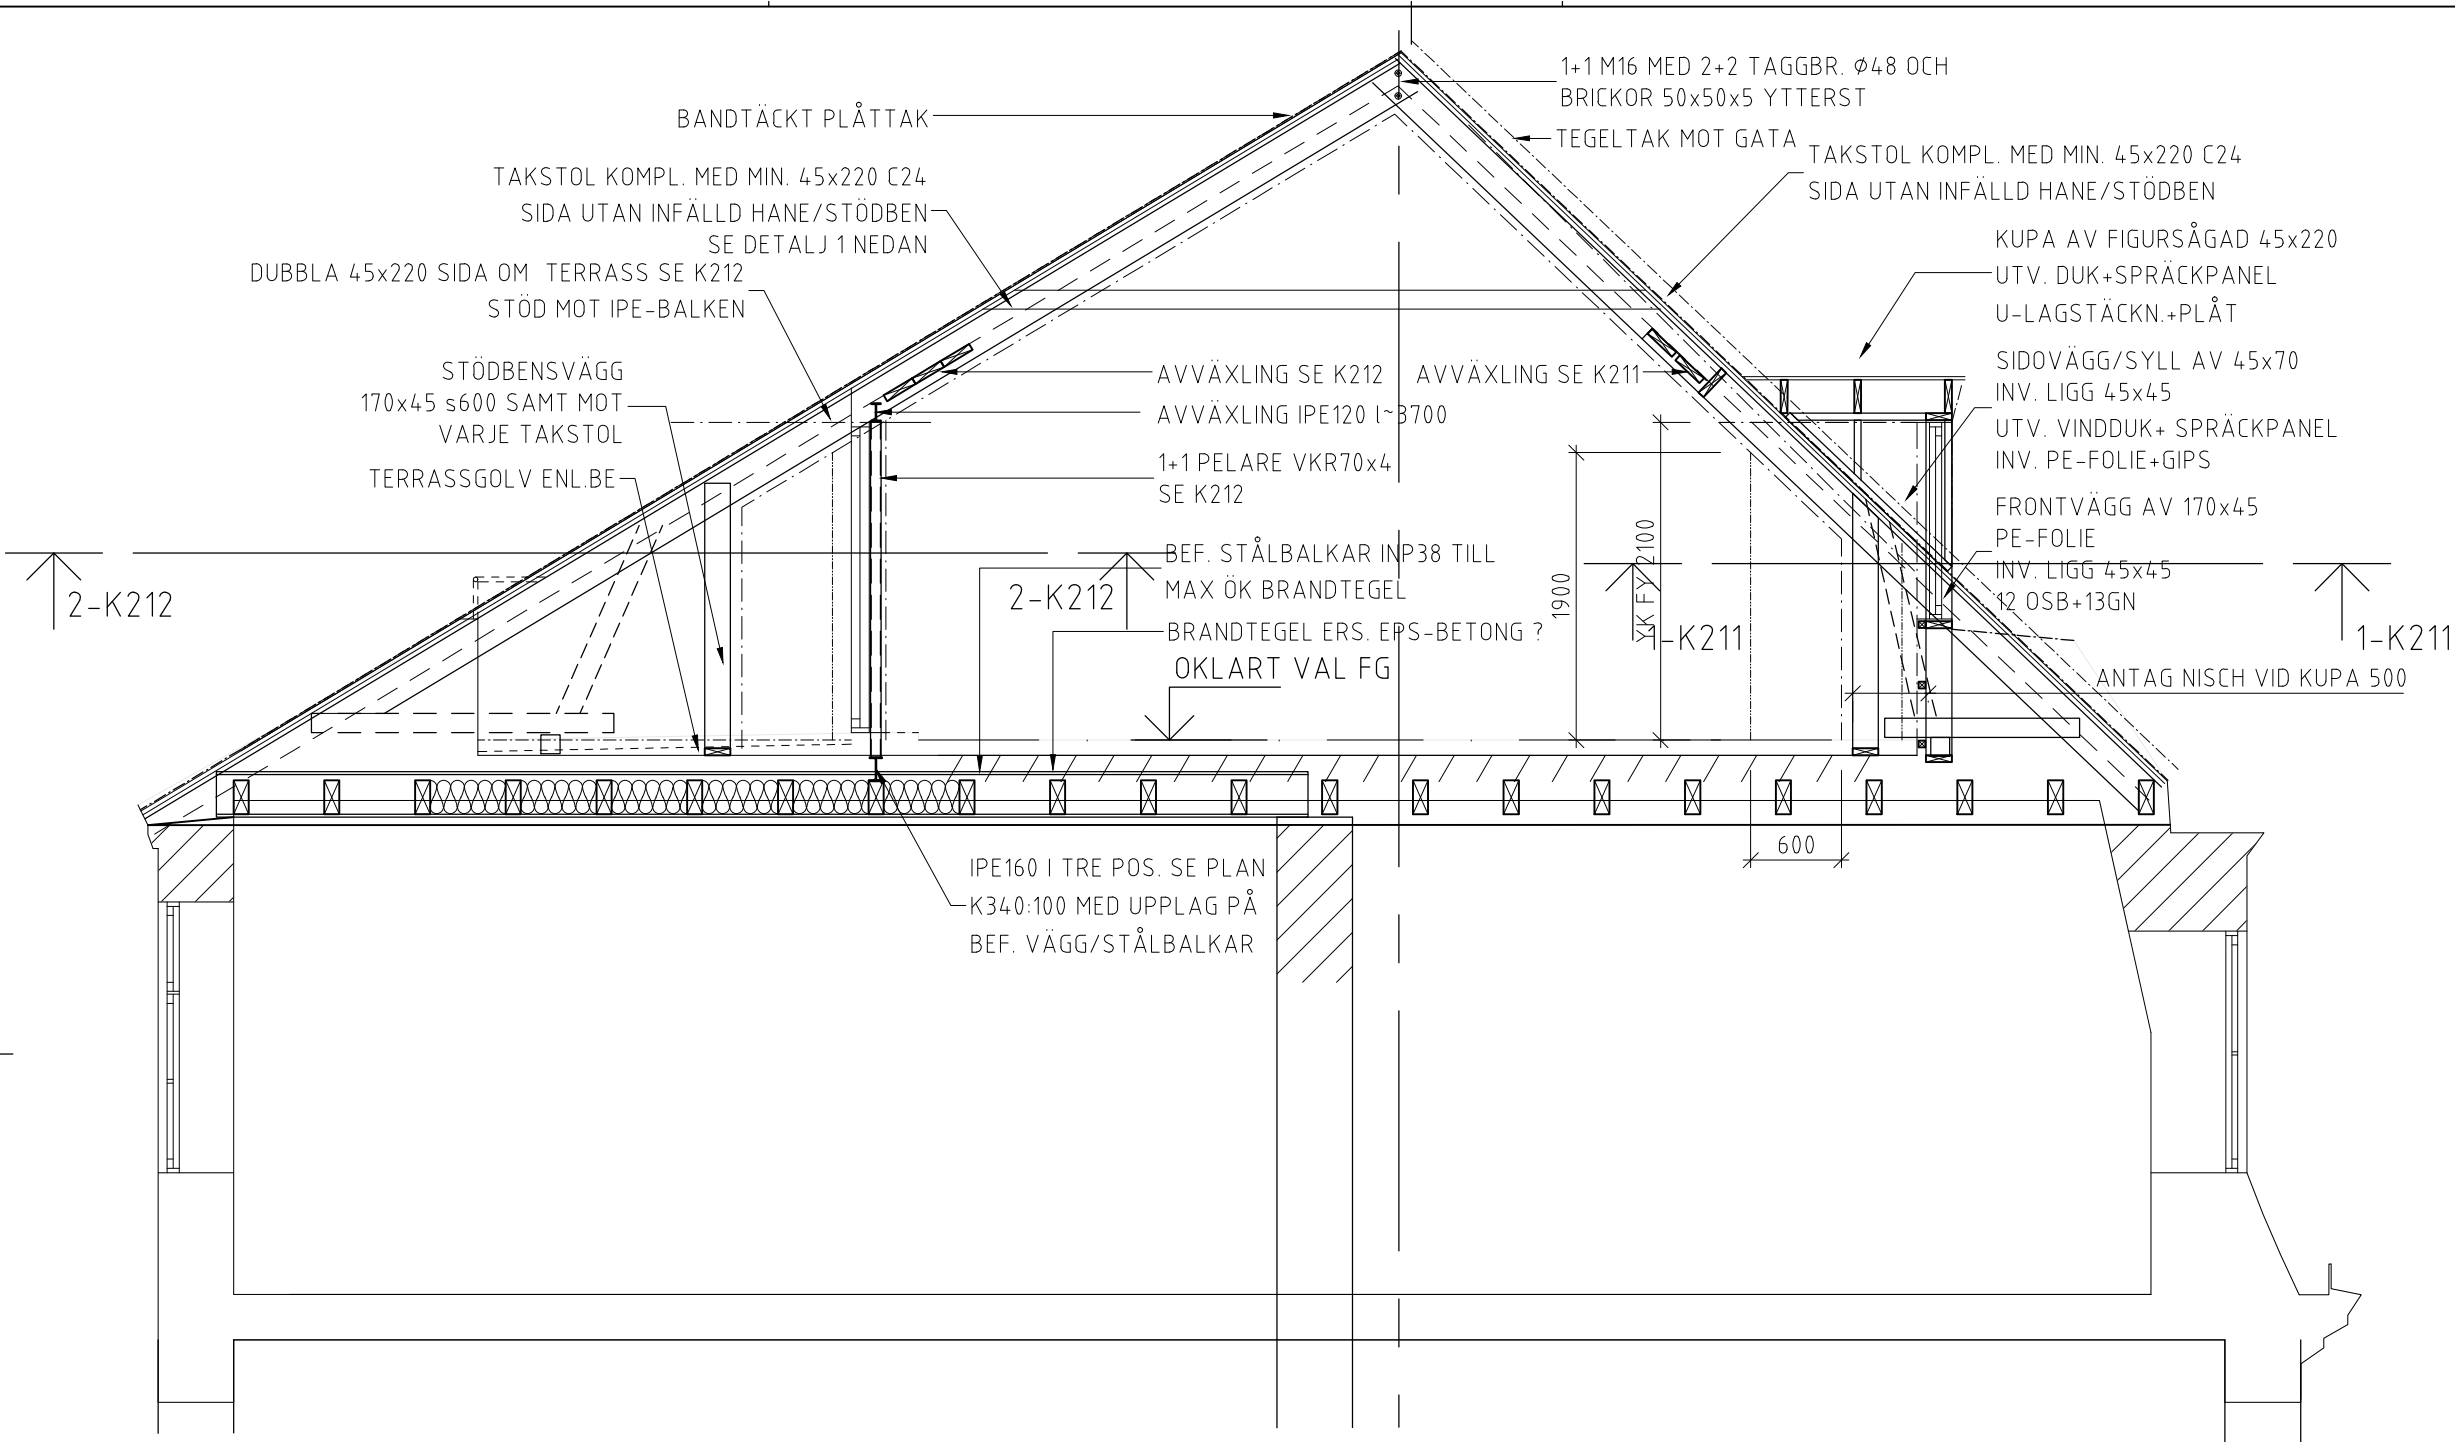 1+1 M16 MED 2+2 TAGGBR. Ø48 OCH
BRICKOR 50x50x5 YTTERST
BANDTÄCKT PLÅTTAK
TEGELTAK MOT GATA
TAKSTOL KOMPL. MED MIN. 45x220 C24
SIDA UTAN INFÄLLD HANE/STÖDBEN
SE DETALJ 1 NEDAN
TAKSTOL KOMPL. MED MIN. 45x220 C24
SIDA UTAN INFÄLLD HANE/STÖDBEN
DUBBLA 45x220 SIDA OM TERRASS SE K212
STÖD MOT IPE-BALKEN
KUPA AV FIGURSÅGAD 45x220
UTV. DUK+SPRÄCKPANEL
U-LAGSTÄCKN.+PLÅT
STÖDBENSVÄGG
170x45 s600 SAMT MOT
VARJE TAKSTOL
TERRASSGOLV ENL.BE
AVVÄXLING SE K212
AVVÄXLING SE K211
AVVÄXLING IPE120 l~3700
1+1 PELARE VKR70x4
SE K212
SIDOVÄGG/SYLL AV 45x70
INV. LIGG 45x45
UTV. VINDDUK+ SPRÄCKPANEL
INV. PE-FOLIE+GIPS
FRONTVÄGG AV 170x45
PE-FOLIE
INV. LIGG 45x45
12 OSB+13GN
BEF. STÅLBALKAR INP38 TILL
MAX ÖK BRANDTEGEL
BRANDTEGEL ERS. EPS-BETONG ?
OKLART VAL FG
2-K212
2-K212
1900
YK FY 2100
1-K211
1-K211
ANTAG NISCH VID KUPA 500
600
IPE160 I TRE POS. SE PLAN
K340:100 MED UPPLAG PÅ
BEF. VÄGG/STÅLBALKAR